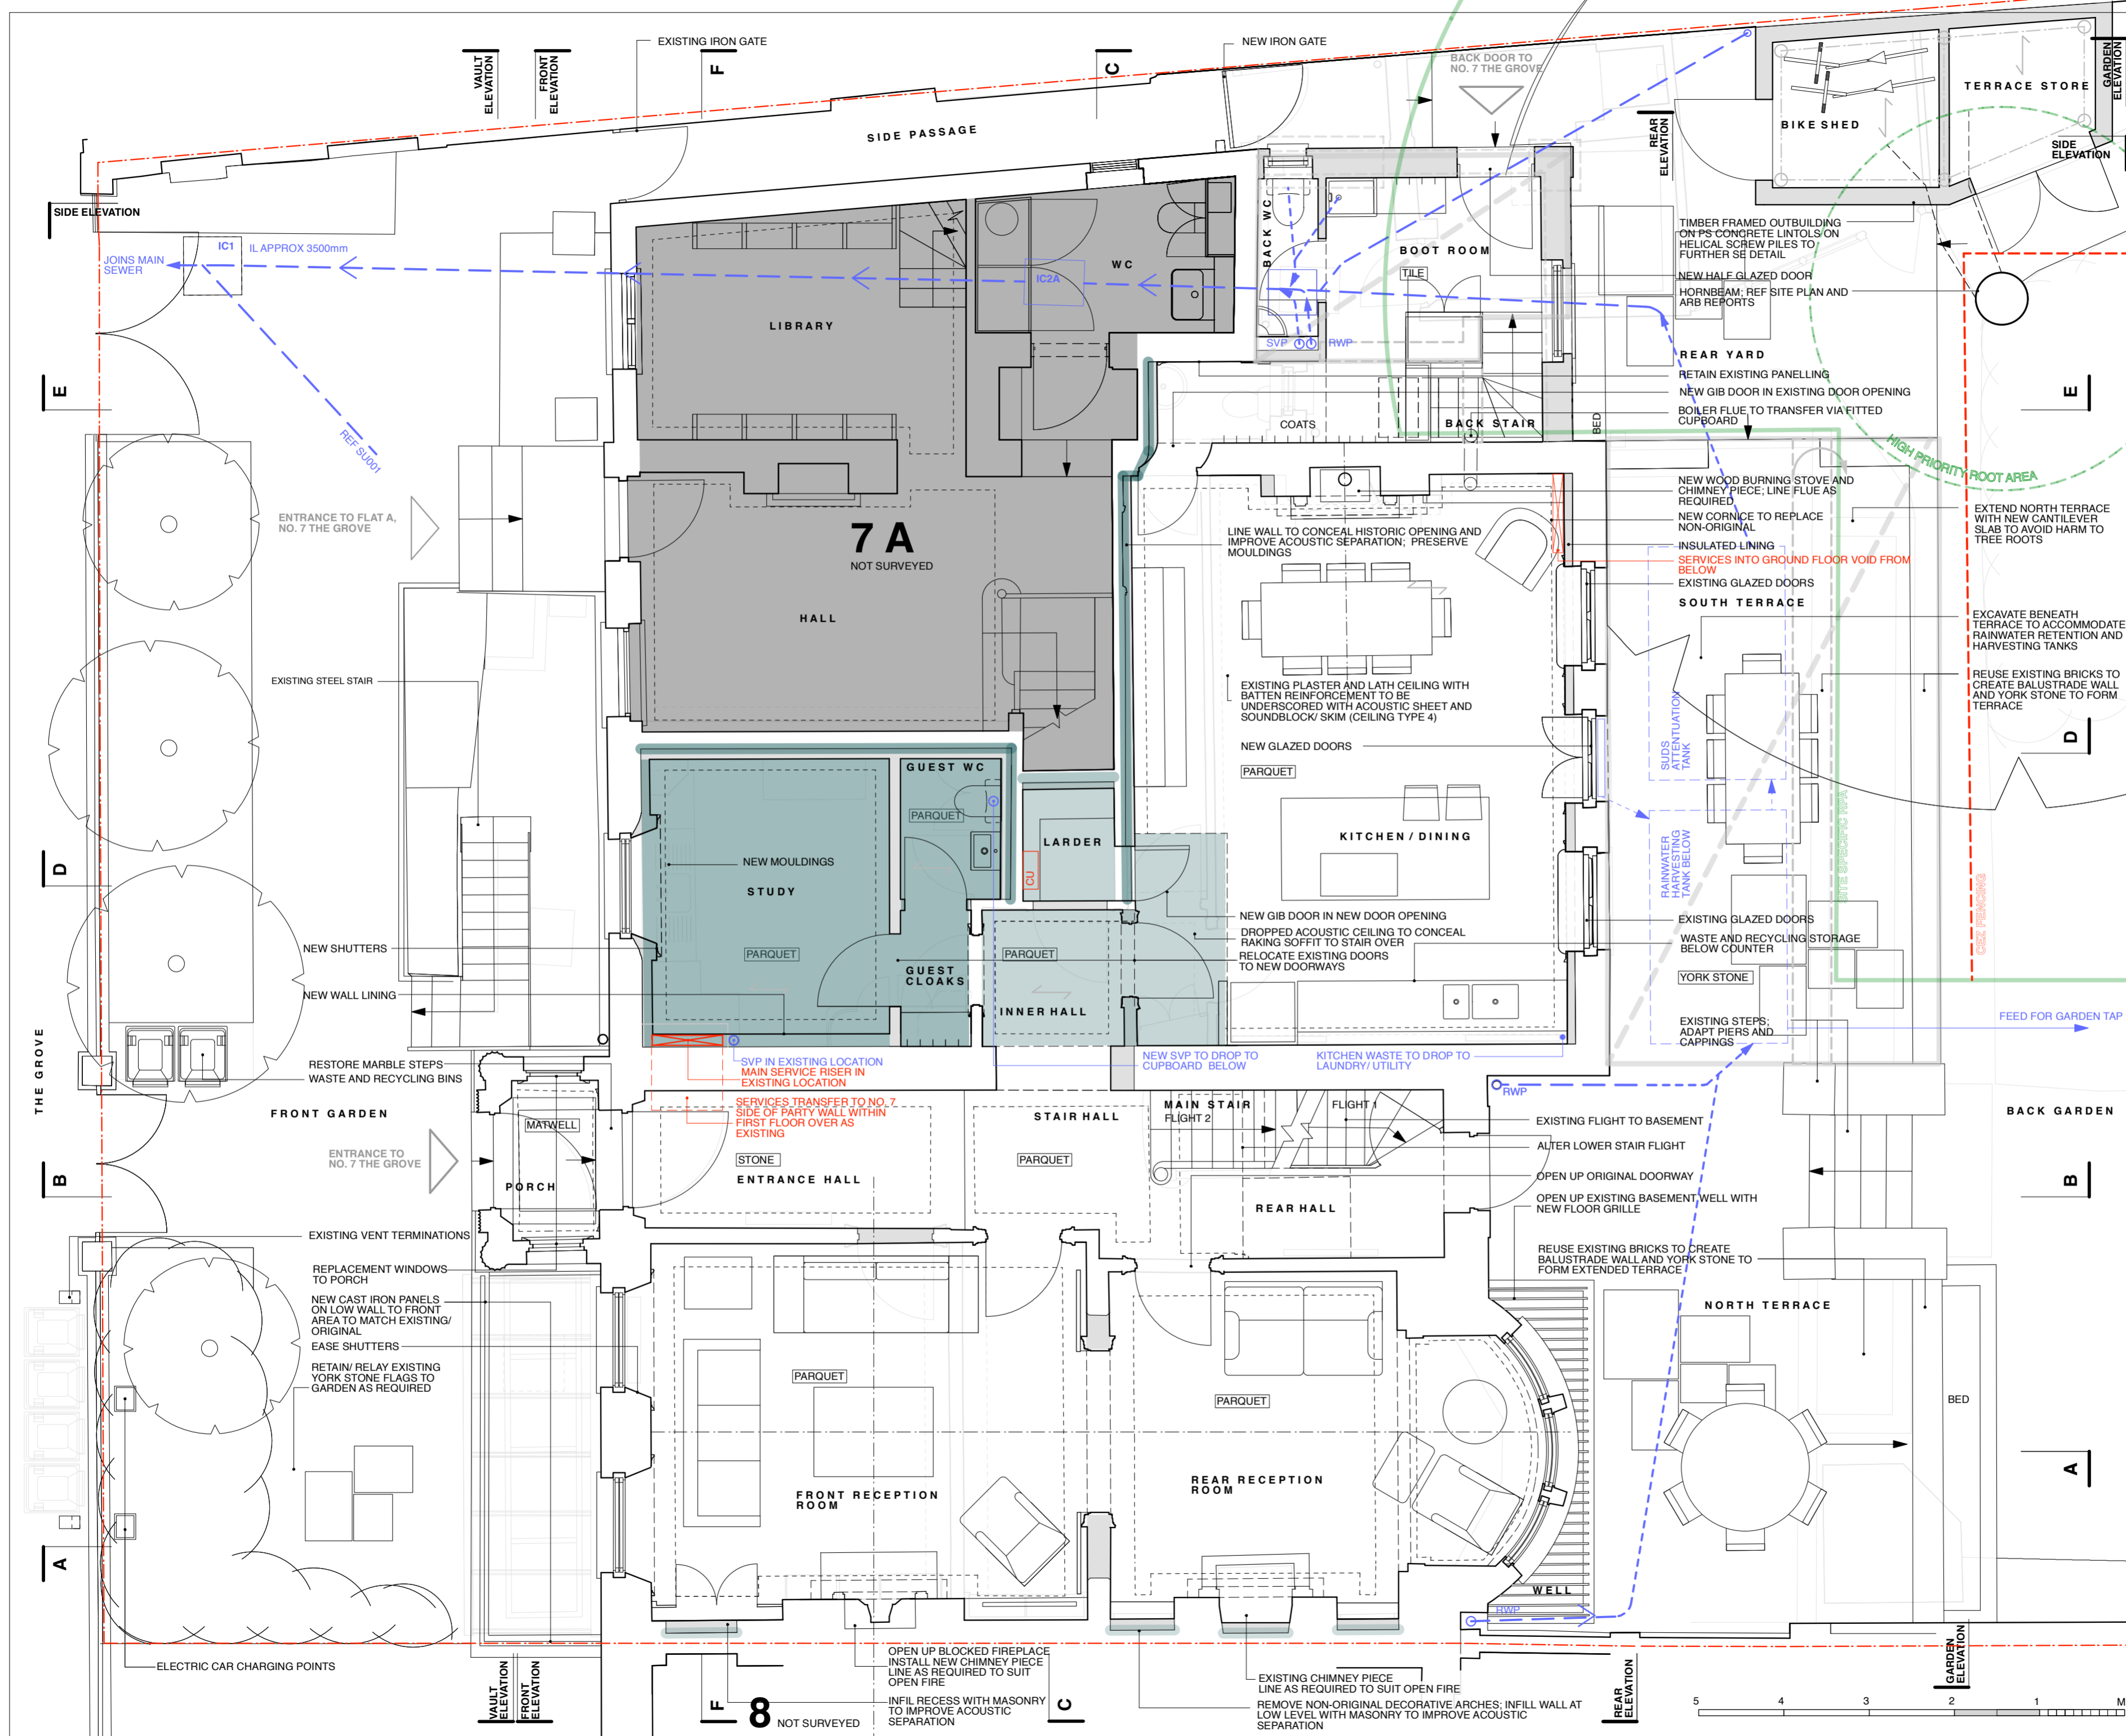 EXISTING IRON GATE
NEW IRON GATE
VAULT
ELEVATION
FRONT
ELEVATION
F
C
BACK DOOR TO
NO. 7 THE GROVE
REAR
ELEVATION
GARDEN
ELEVATION
TERRACE STORE
BIKE SHED
SIDE
ELEVATION
SIDE PASSAGE
SIDE ELEVATION
JOINS MAIN
SEWER
IC1
IL APPROX 3500mm
REF SU001
IC2A
LIBRARY
WC
BACK WC
BOOT ROOM
TILE
SVP
RWP
COATS
BACK STAIR
BED
TIMBER FRAMED OUTBUILDING
ON PS CONCRETE LINTOLS ON
HELICAL SCREW PILES TO
FURTHER SE DETAIL
NEW HALF GLAZED DOOR
HORNBEAM; REF SITE PLAN AND
ARB REPORTS
REAR YARD
RETAIN EXISTING PANELLING
NEW GIB DOOR IN EXISTING DOOR OPENING
BOILER FLUE TO TRANSFER VIA FITTED
CUPBOARD
HIGH PRIORITY ROOT AREA
E
E
ENTRANCE TO FLAT A,
NO. 7 THE GROVE
7 A
NOT SURVEYED
HALL
LINE WALL TO CONCEAL HISTORIC OPENING AND
IMPROVE ACOUSTIC SEPARATION; PRESERVE
MOULDINGS
NEW WOOD BURNING STOVE AND
CHIMNEY PIECE; LINE FLUE AS
REQUIRED
NEW CORNICE TO REPLACE
NON-ORIGINAL
INSULATED LINING
SERVICES INTO GROUND FLOOR VOID FROM
BELOW
EXISTING GLAZED DOORS
SOUTH TERRACE
EXTEND NORTH TERRACE
WITH NEW CANTILEVER
SLAB TO AVOID HARM TO
TREE ROOTS
EXCAVATE BENEATH
TERRACE TO ACCOMMODATE
RAINWATER RETENTION AND
HARVESTING TANKS
REUSE EXISTING BRICKS TO
CREATE BALUSTRADE WALL
AND YORK STONE TO FORM
TERRACE
EXISTING STEEL STAIR
EXISTING PLASTER AND LATH CEILING WITH
BATTEN REINFORCEMENT TO BE
UNDERSCORED WITH ACOUSTIC SHEET AND
SOUNDBLOCK/ SKIM (CEILING TYPE 4)
NEW GLAZED DOORS
PARQUET
SUDS
ATTENTUATION
TANK
D
D
GUEST WC
PARQUET
LARDER
CU
KITCHEN / DINING
RAINWATER
HARVESTING
TANK BELOW
SITE SPECIFIC RPA
CEZ FENCING
NEW MOULDINGS
STUDY
PARQUET
GUEST
CLOAKS
PARQUET
INNER HALL
NEW GIB DOOR IN NEW DOOR OPENING
DROPPED ACOUSTIC CEILING TO CONCEAL
RAKING SOFFIT TO STAIR OVER
RELOCATE EXISTING DOORS
TO NEW DOORWAYS
EXISTING GLAZED DOORS
WASTE AND RECYCLING STORAGE
BELOW COUNTER
YORK STONE
EXISTING STEPS;
ADAPT PIERS AND
CAPPINGS
FEED FOR GARDEN TAP
NEW SHUTTERS
NEW WALL LINING
THE GROVE
RESTORE MARBLE STEPS
WASTE AND RECYCLING BINS
FRONT GARDEN
SVP IN EXISTING LOCATION
MAIN SERVICE RISER IN
EXISTING LOCATION
SERVICES TRANSFER TO NO. 7
SIDE OF PARTY WALL WITHIN
FIRST FLOOR OVER AS
EXISTING
NEW SVP TO DROP TO
CUPBOARD BELOW
KITCHEN WASTE TO DROP TO
LAUNDRY/ UTILITY
RWP
MATWELL
STAIR HALL
MAIN STAIR
FLIGHT 2
FLIGHT 1
EXISTING FLIGHT TO BASEMENT
ALTER LOWER STAIR FLIGHT
OPEN UP ORIGINAL DOORWAY
OPEN UP EXISTING BASEMENT WELL WITH
NEW FLOOR GRILLE
BACK GARDEN
ENTRANCE TO
NO. 7 THE GROVE
PORCH
STONE
ENTRANCE HALL
PARQUET
REAR HALL
B
B
EXISTING VENT TERMINATIONS
REPLACEMENT WINDOWS
TO PORCH
NEW CAST IRON PANELS
ON LOW WALL TO FRONT
AREA TO MATCH EXISTING/
ORIGINAL
EASE SHUTTERS
RETAIN/ RELAY EXISTING
YORK STONE FLAGS TO
GARDEN AS REQUIRED
REUSE EXISTING BRICKS TO CREATE
BALUSTRADE WALL AND YORK STONE TO
FORM EXTENDED TERRACE
NORTH TERRACE
PARQUET
PARQUET
BED
FRONT RECEPTION
ROOM
REAR RECEPTION
ROOM
A
A
WELL
RWP
ELECTRIC CAR CHARGING POINTS
VAULT
ELEVATION
FRONT
ELEVATION
F
8
NOT SURVEYED
OPEN UP BLOCKED FIREPLACE
INSTALL NEW CHIMNEY PIECE
LINE AS REQUIRED TO SUIT
OPEN FIRE
INFIL RECESS WITH MASONRY
TO IMPROVE ACOUSTIC
SEPARATION
C
EXISTING CHIMNEY PIECE
LINE AS REQUIRED TO SUIT OPEN FIRE
REMOVE NON-ORIGINAL DECORATIVE ARCHES; INFILL WALL AT
LOW LEVEL WITH MASONRY TO IMPROVE ACOUSTIC
SEPARATION
REAR
ELEVATION
GARDEN
ELEVATION
5 4 3 2 1 M